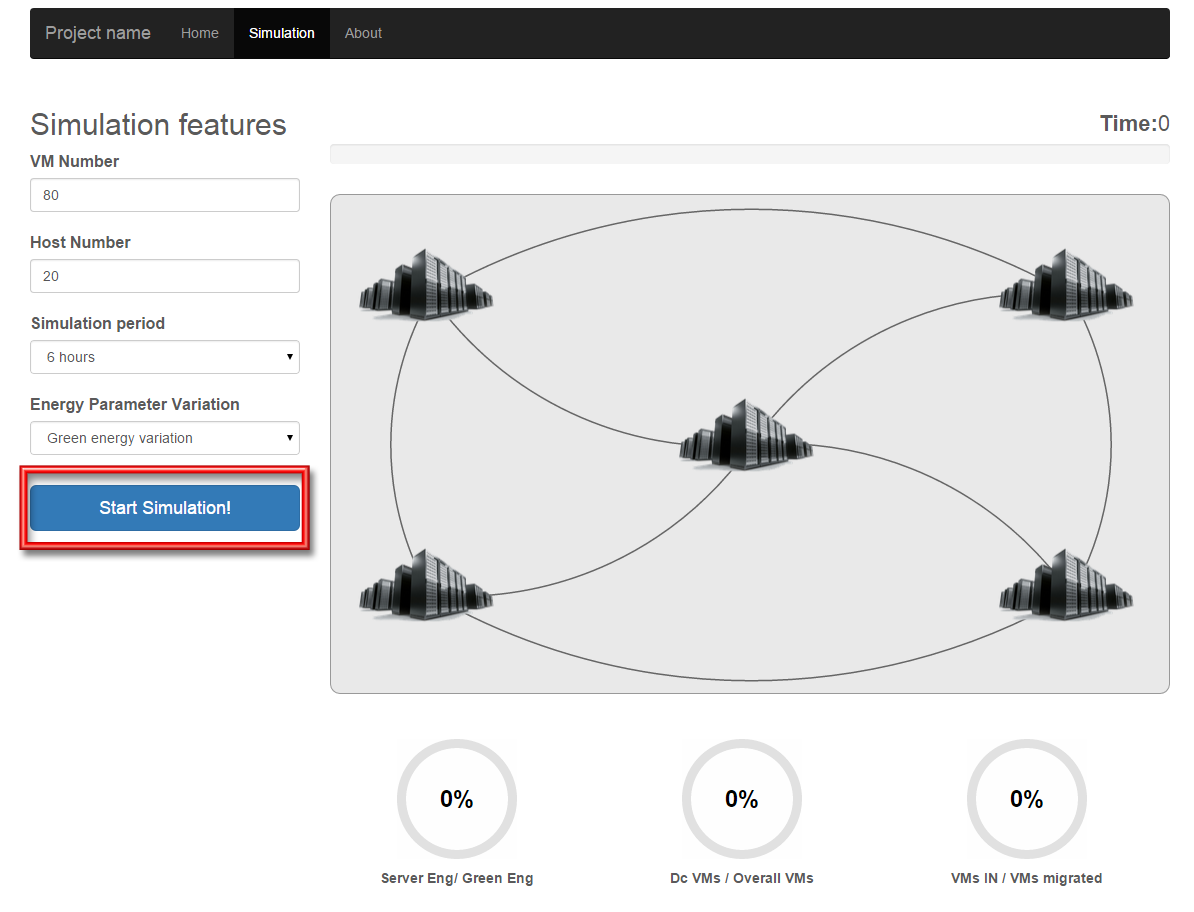 Project name Home Simulation About
Simulation features
Time:0
VM Number
80
Host Number
20
Simulation period
6 hours
Energy Parameter Variation
Green energy variation
Start Simulation!
0% 0% 0%
Server Eng/ Green Eng Dc VMs / Overall VMs VMs IN / VMs migrated